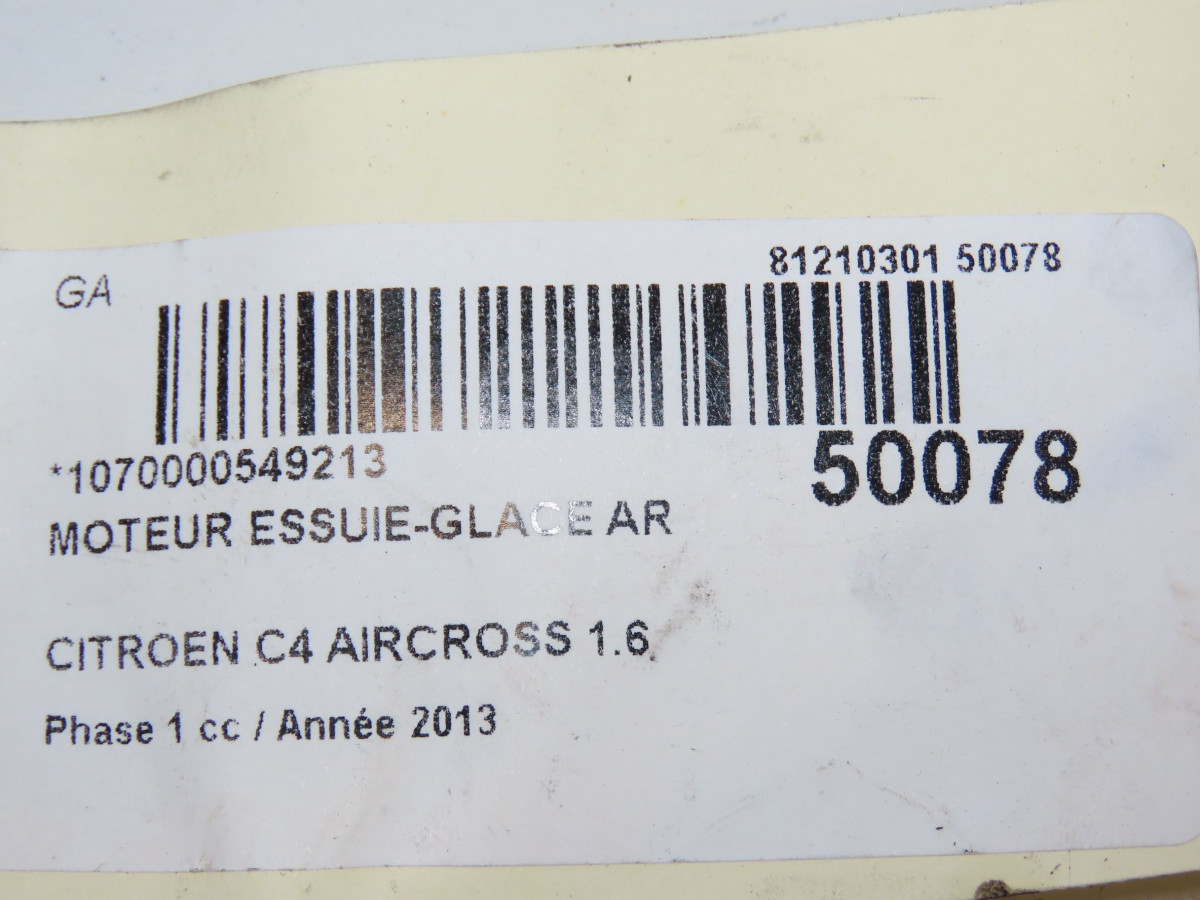 GA
81210301 50078
*1070000549213
50078
MOTEUR ESSUIE-GLACE AR
CITROEN C4 AIRCROSS 1.6
Phase 1 cc / Année 2013